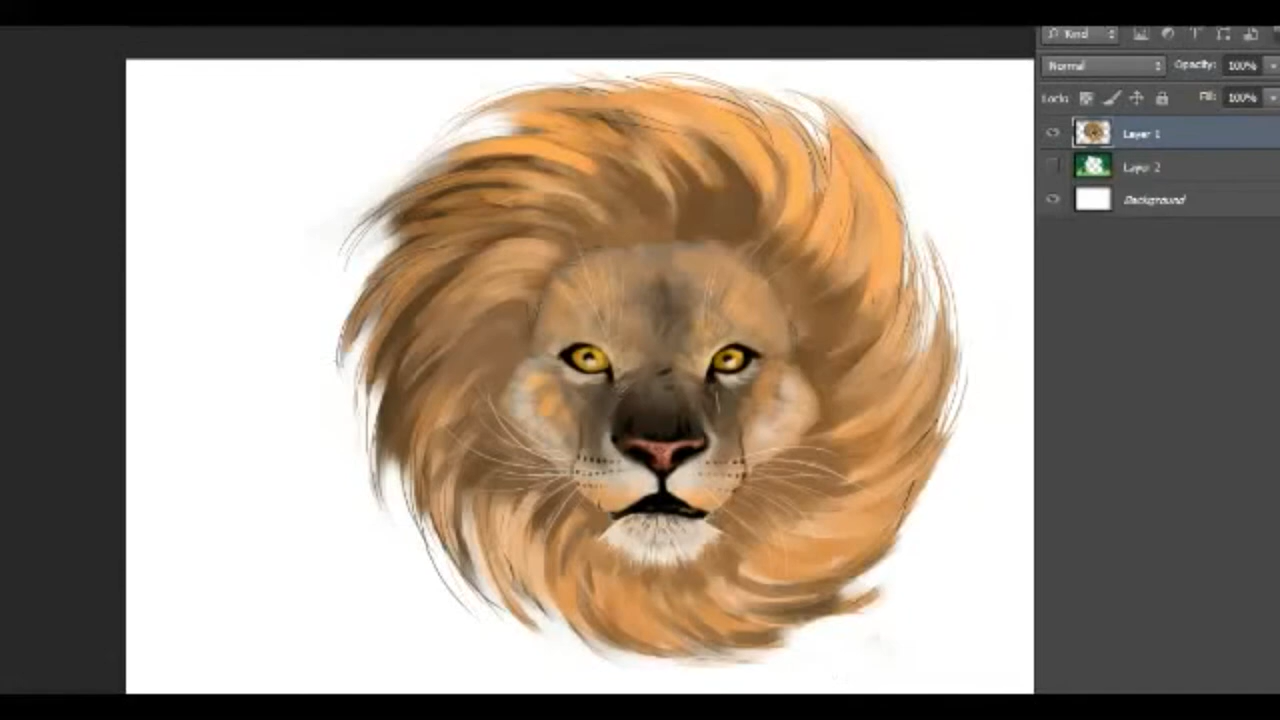 Kind
Normal Opacity: 100%
Lock: Fill: 100%
Layer 1
Layer 2
Background